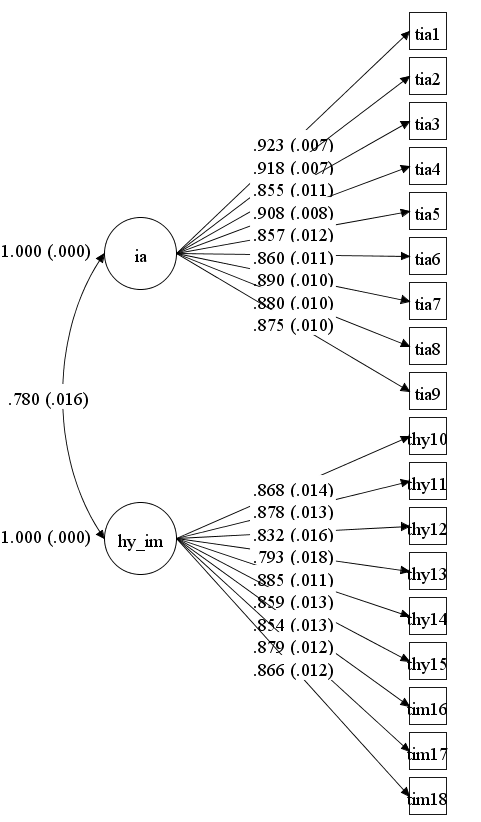 tia1
tia2
tia3
tia4
tia5
tia6
tia7
tia8
tia9
.923 (.007)
.918 (.007)
.855 (.011)
.908 (.008)
.857 (.012)
.860 (.011)
.890 (.010)
.880 (.010)
.875 (.010)
1.000 (.000)
ia
.780 (.016)
1.000 (.000)
hy_im
.868 (.014)
.878 (.013)
.832 (.016)
.793 (.018)
.885 (.011)
.859 (.013)
.854 (.013)
.879 (.012)
.866 (.012)
thy10
thy11
thy12
thy13
thy14
thy15
tim16
tim17
tim18